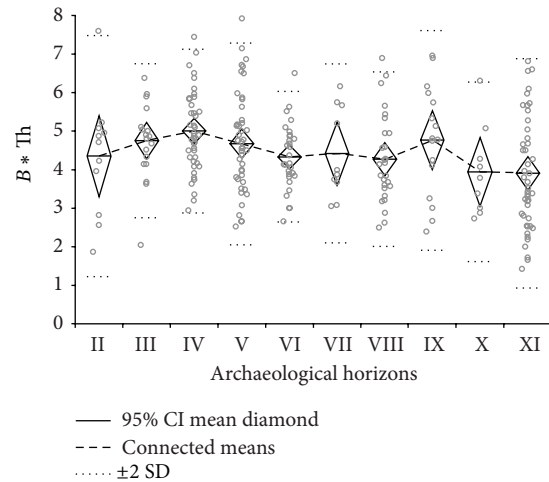 8
7
6
5
4
3
2
1
0
B * Th
II III IV V VI VII VIII IX X XI
Archaeological horizons
95% CI mean diamond
Connected means
±2 SD